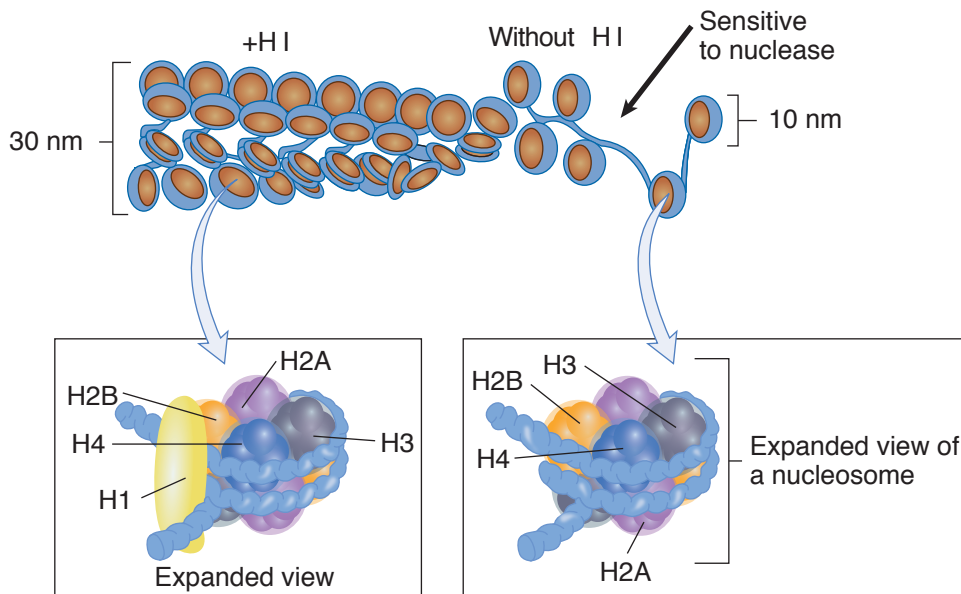 +H I
Without H I
Sensitive
to nuclease
30 nm
10 nm
H2A
H2B
H4
H3
H1
Expanded view
H3
H2B
H4
H2A
Expanded view of
a nucleosome